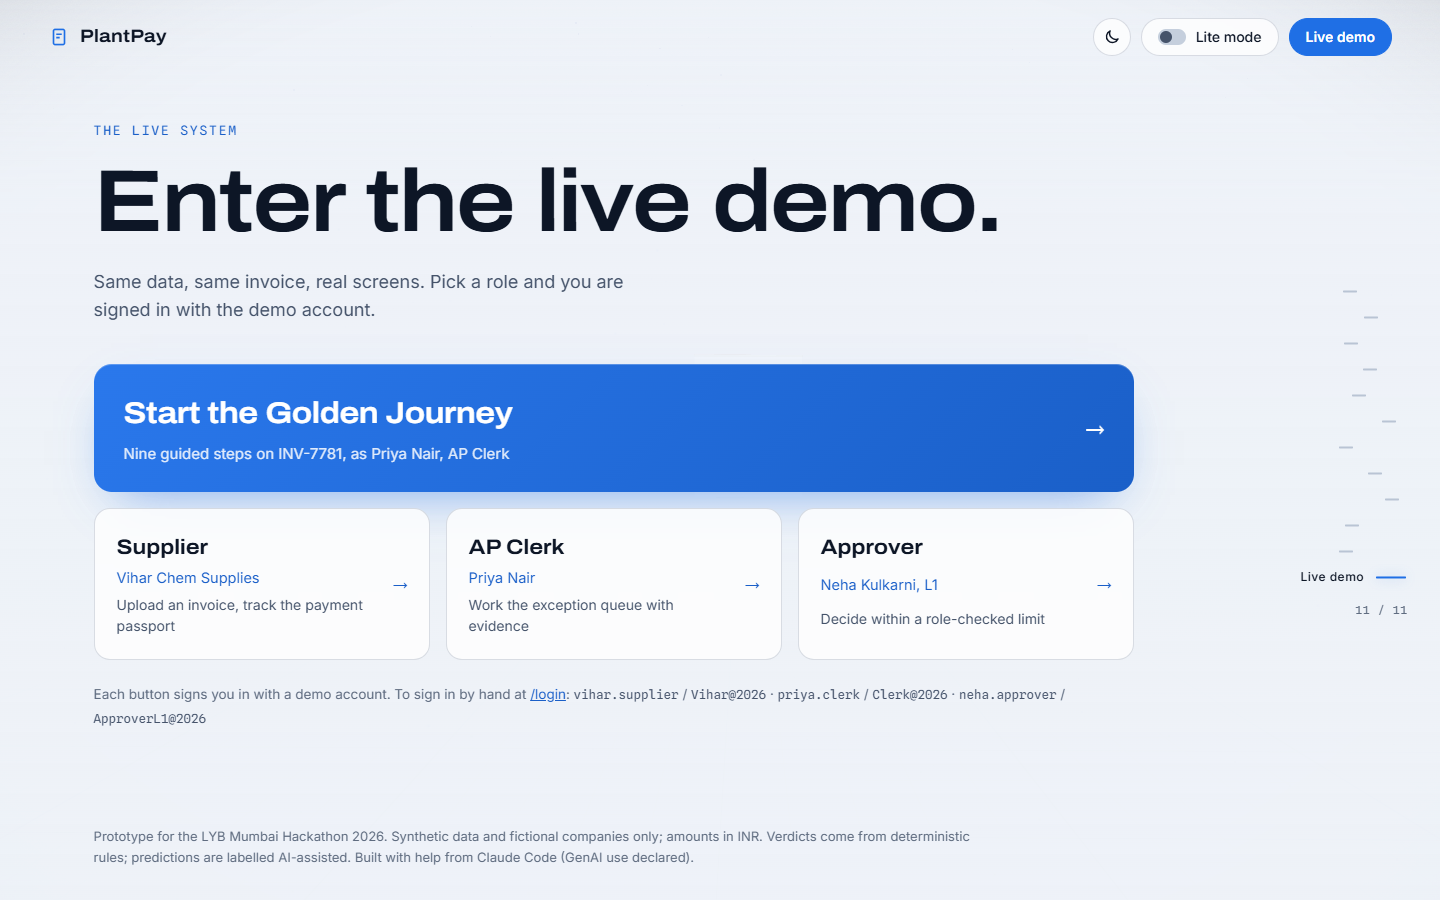 PlantPay
Lite mode
Live demo
THE LIVE SYSTEM
Enter the live demo.
Same data, same invoice, real screens. Pick a role and you are
signed in with the demo account.
Start the Golden Journey
Nine guided steps on INV-7781, as Priya Nair, AP Clerk
Supplier
Vihar Chem Supplies
Upload an invoice, track the payment
passport
AP Clerk
Priya Nair
Work the exception queue with
evidence
Approver
Neha Kulkarni, L1
Decide within a role-checked limit
Live demo
11 / 11
Each button signs you in with a demo account. To sign in by hand at /login: vihar.supplier / Vihar@2026 · priya.clerk / Clerk@2026 · neha.approver /
ApproverL1@2026
Prototype for the LYB Mumbai Hackathon 2026. Synthetic data and fictional companies only; amounts in INR. Verdicts come from deterministic
rules; predictions are labelled AI-assisted. Built with help from Claude Code (GenAI use declared).